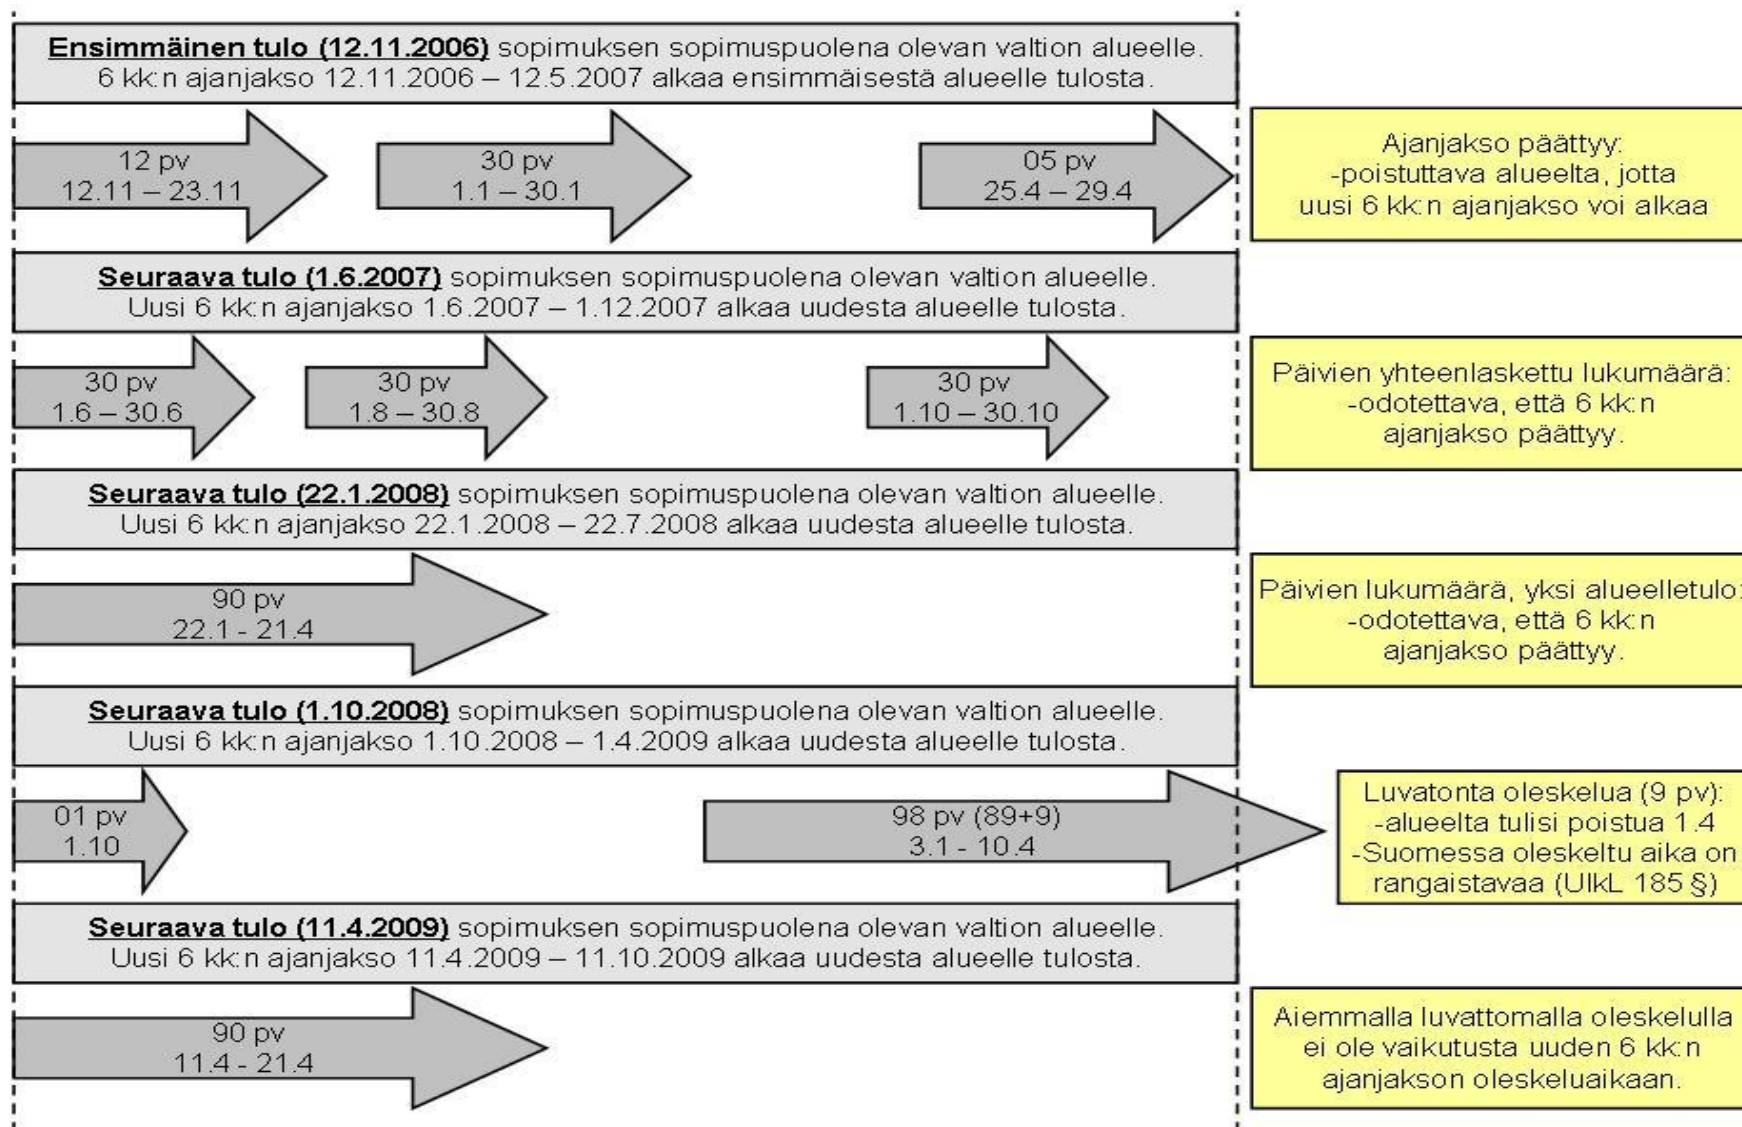 Ensimmäinen tulo (12.11.2006) sopimuksen sopimuspuolena olevan valtion alueelle.
6 kk:n ajanjakso 12.11.2006 – 12.5.2007 alkaa ensimmäisestä alueelle tulosta.
12 pv
12.11 – 23.11
30 pv
1.1 – 30.1
05 pv
25.4 – 29.4
Ajanjakso päättyy:
-poistuttava alueelta, jotta
uusi 6 kk:n ajanjakso voi alkaa
Seuraava tulo (1.6.2007) sopimuksen sopimuspuolena olevan valtion alueelle.
Uusi 6 kk:n ajanjakso 1.6.2007 – 1.12.2007 alkaa uudesta alueelle tulosta.
30 pv
1.6 – 30.6
30 pv
1.8 – 30.8
30 pv
1.10 – 30.10
Päivien yhteenlaskettu lukumäärä:
-odotettava, että 6 kk:n
ajanjakso päättyy.
Seuraava tulo (22.1.2008) sopimuksen sopimuspuolena olevan valtion alueelle.
Uusi 6 kk:n ajanjakso 22.1.2008 – 22.7.2008 alkaa uudesta alueelle tulosta.
90 pv
22.1 - 21.4
Päivien lukumäärä, yksi alueelletulo:
-odotettava, että 6 kk:n
ajanjakso päättyy.
Seuraava tulo (1.10.2008) sopimuksen sopimuspuolena olevan valtion alueelle.
Uusi 6 kk:n ajanjakso 1.10.2008 – 1.4.2009 alkaa uudesta alueelle tulosta.
01 pv
1.10
98 pv (89+9)
3.1 - 10.4
Luvatonta oleskelua (9 pv):
-alueelta tulisi poistua 1.4
-Suomessa oleskeltu aika on
rangaistavaa (UlkL 185 §)
Seuraava tulo (11.4.2009) sopimuksen sopimuspuolena olevan valtion alueelle.
Uusi 6 kk:n ajanjakso 11.4.2009 – 11.10.2009 alkaa uudesta alueelle tulosta.
90 pv
11.4 - 21.4
Aiemmalla luvattomalla oleskelulla
ei ole vaikutusta uuden 6 kk:n
ajanjakson oleskeluaikaan.